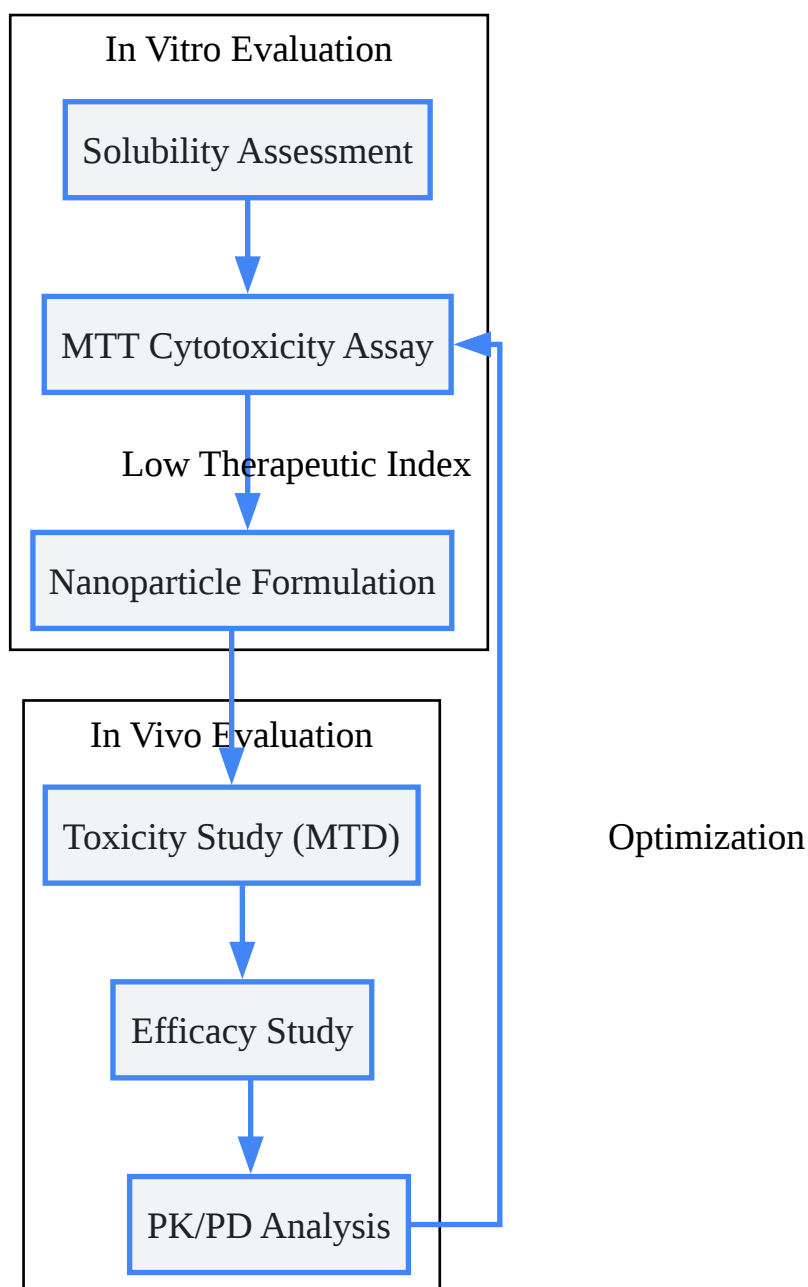 In Vitro Evaluation
Solubility Assessment
MTT Cytotoxicity Assay
Low Therapeutic Index
Nanoparticle Formulation
In Vivo Evaluation
Toxicity Study (MTD)
Optimization
Efficacy Study
PK/PD Analysis